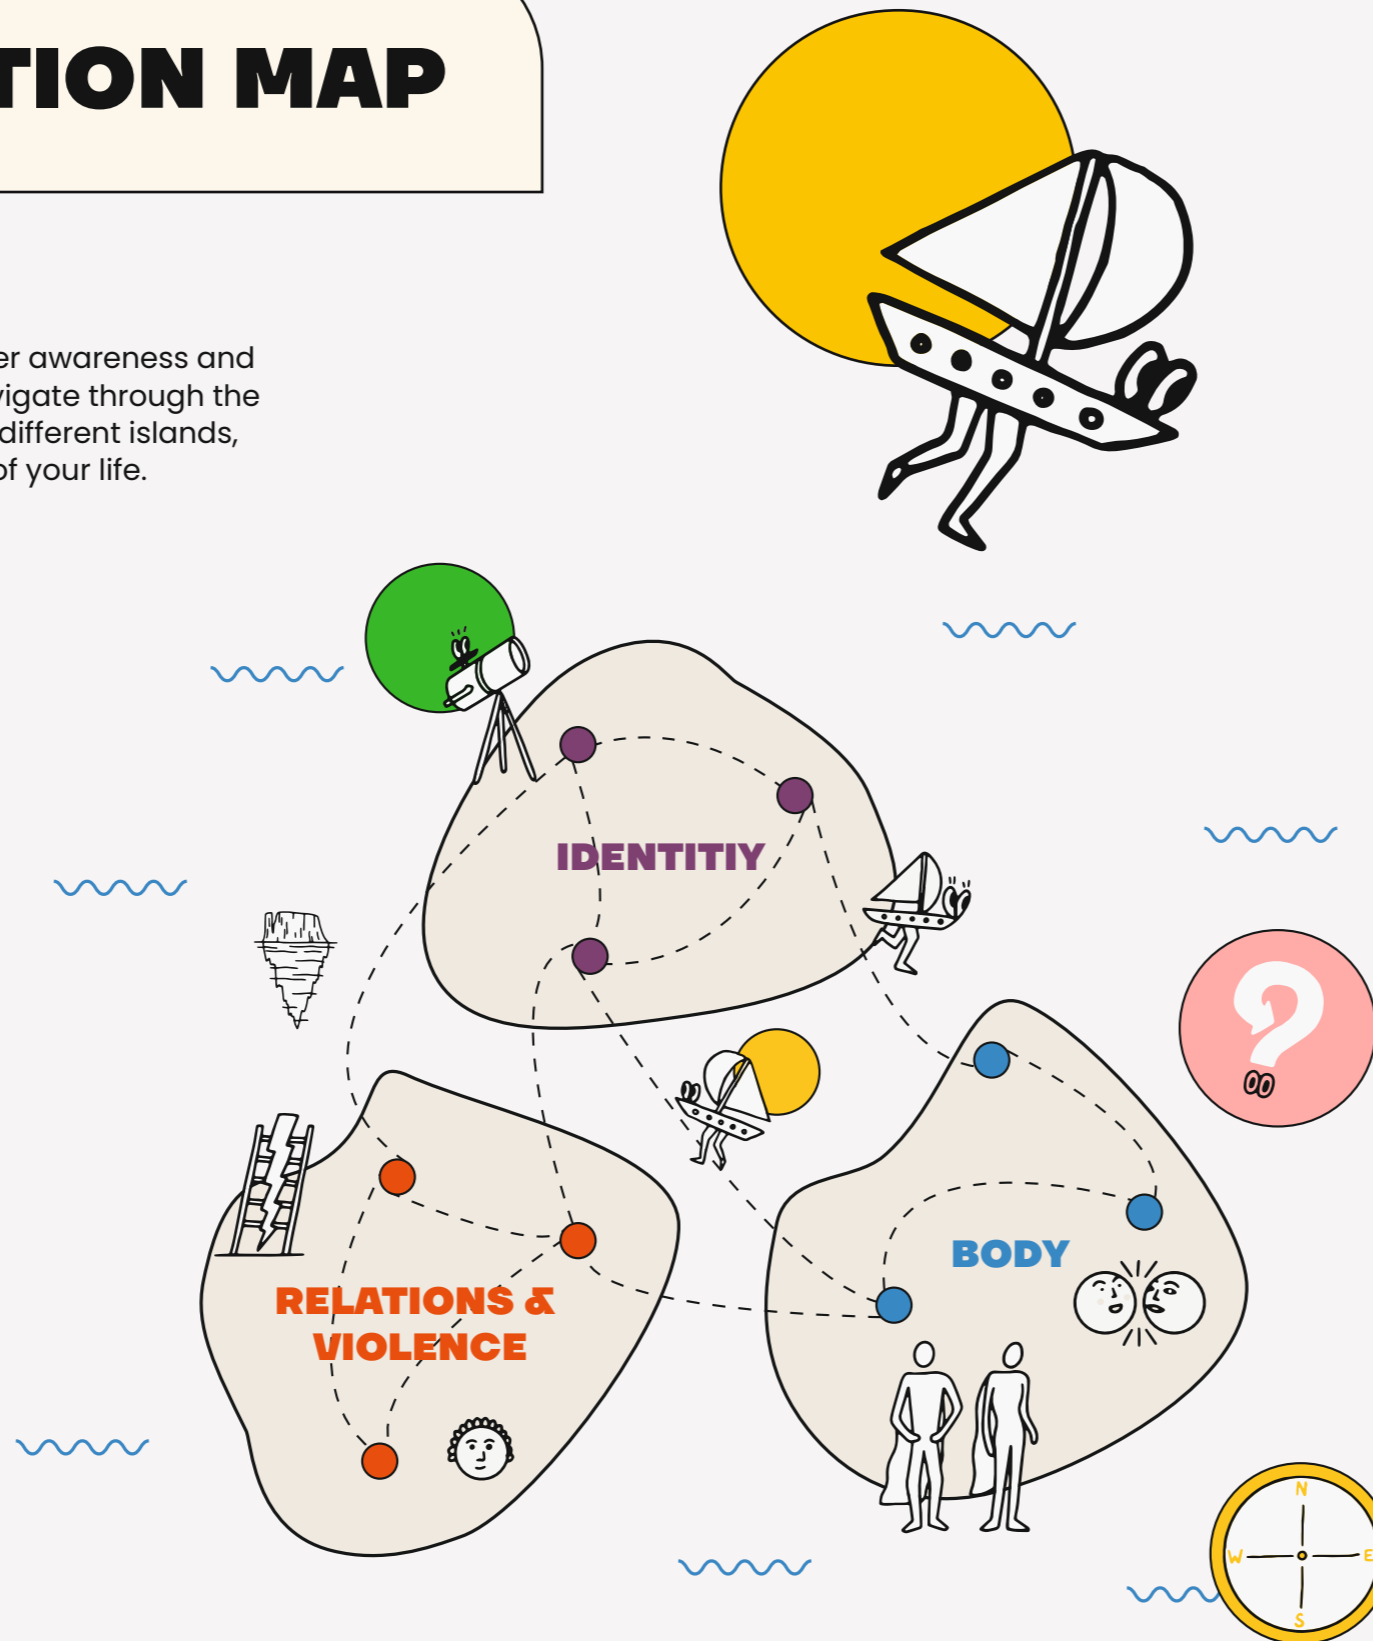 TION MAP
er awareness and
vigate through the
different islands,
of your life.
IDENTITIY
?
BODY
RELATIONS &
VIOLENCE
N
W
E
S